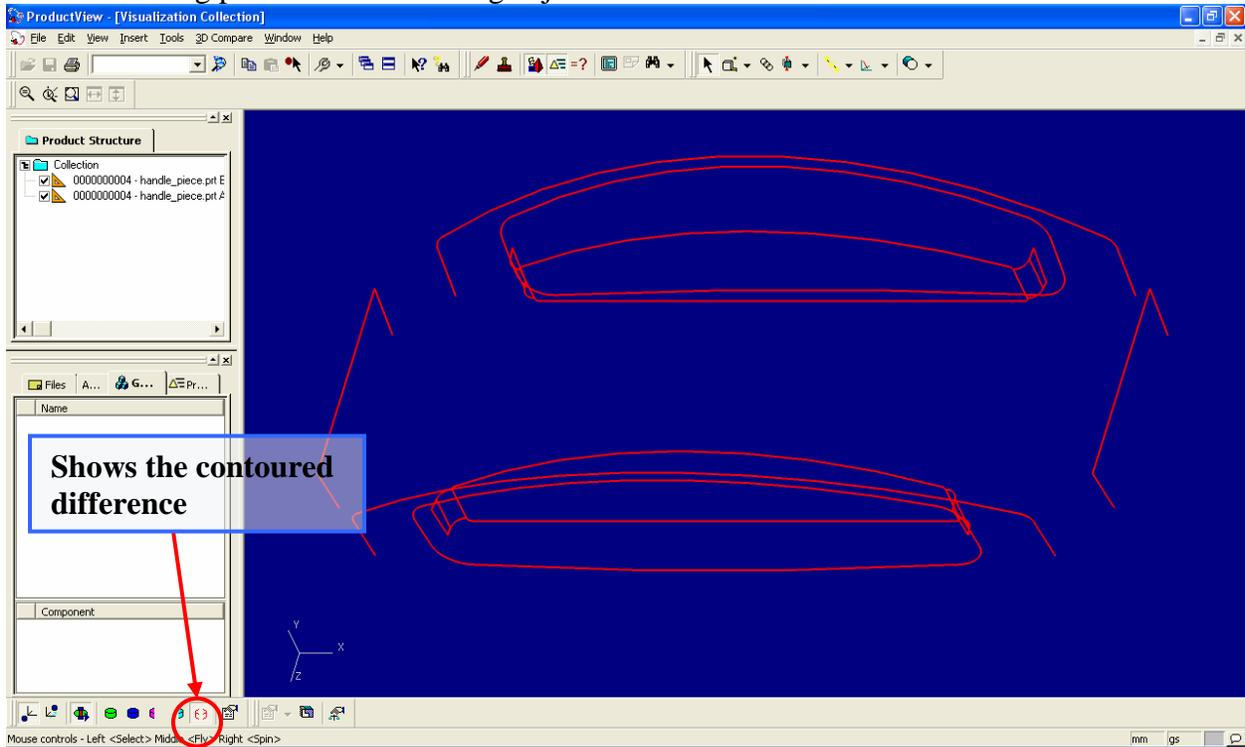 ProductView - [Visualization Collection]
File Edit View Insert Tools 3D Compare Window Help
Product Structure
Collection
0000000004 - handle_piece.prt E
0000000004 - handle_piece.prt A
Files A... G... Pr...
Name
Shows the contoured
difference
Component
Y
X
Z
Mouse controls - Left <Select> Middle <Fly> Right <Spin>
mm gs